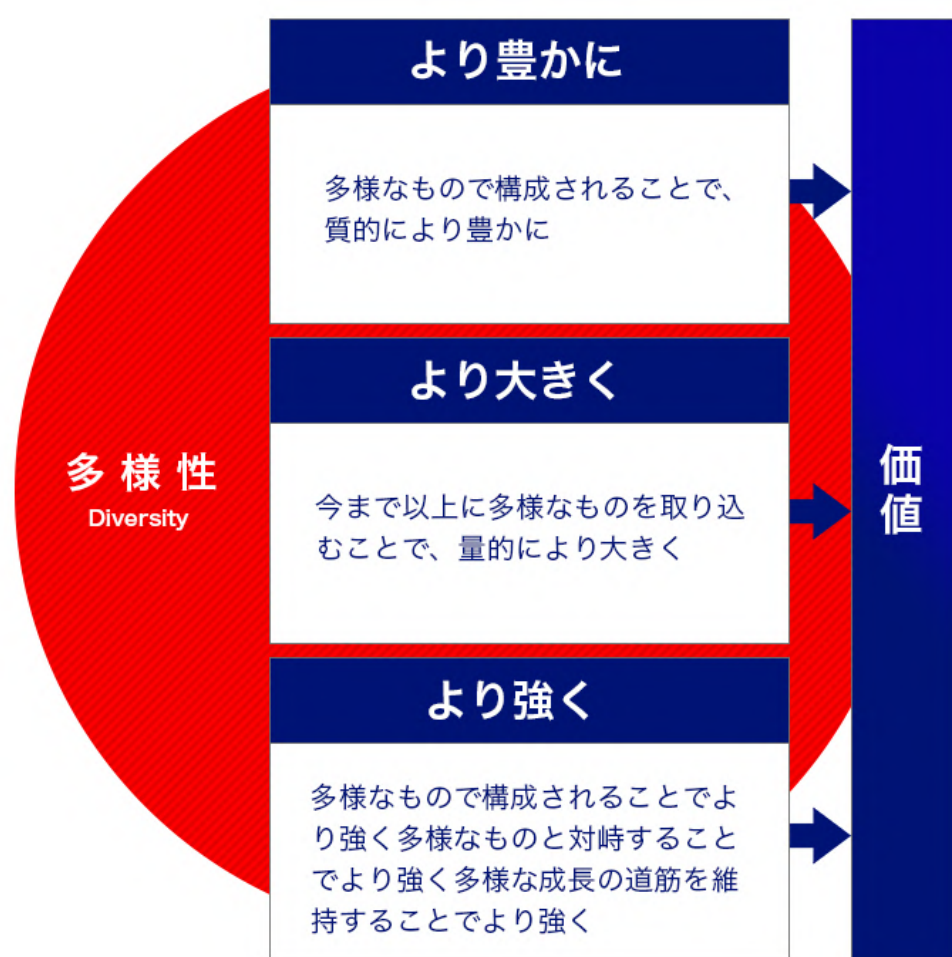 より豊かに
多様なもので構成されることで、
質的により豊かに
より大きく
今まで以上に多様なものを取り込
むことで、量的により大きく
多様性
Diversity
価値
より強く
多様なもので構成されることでよ
り強く多様なものと対峙すること
でより強く多様な成長の道筋を維
持することでより強く